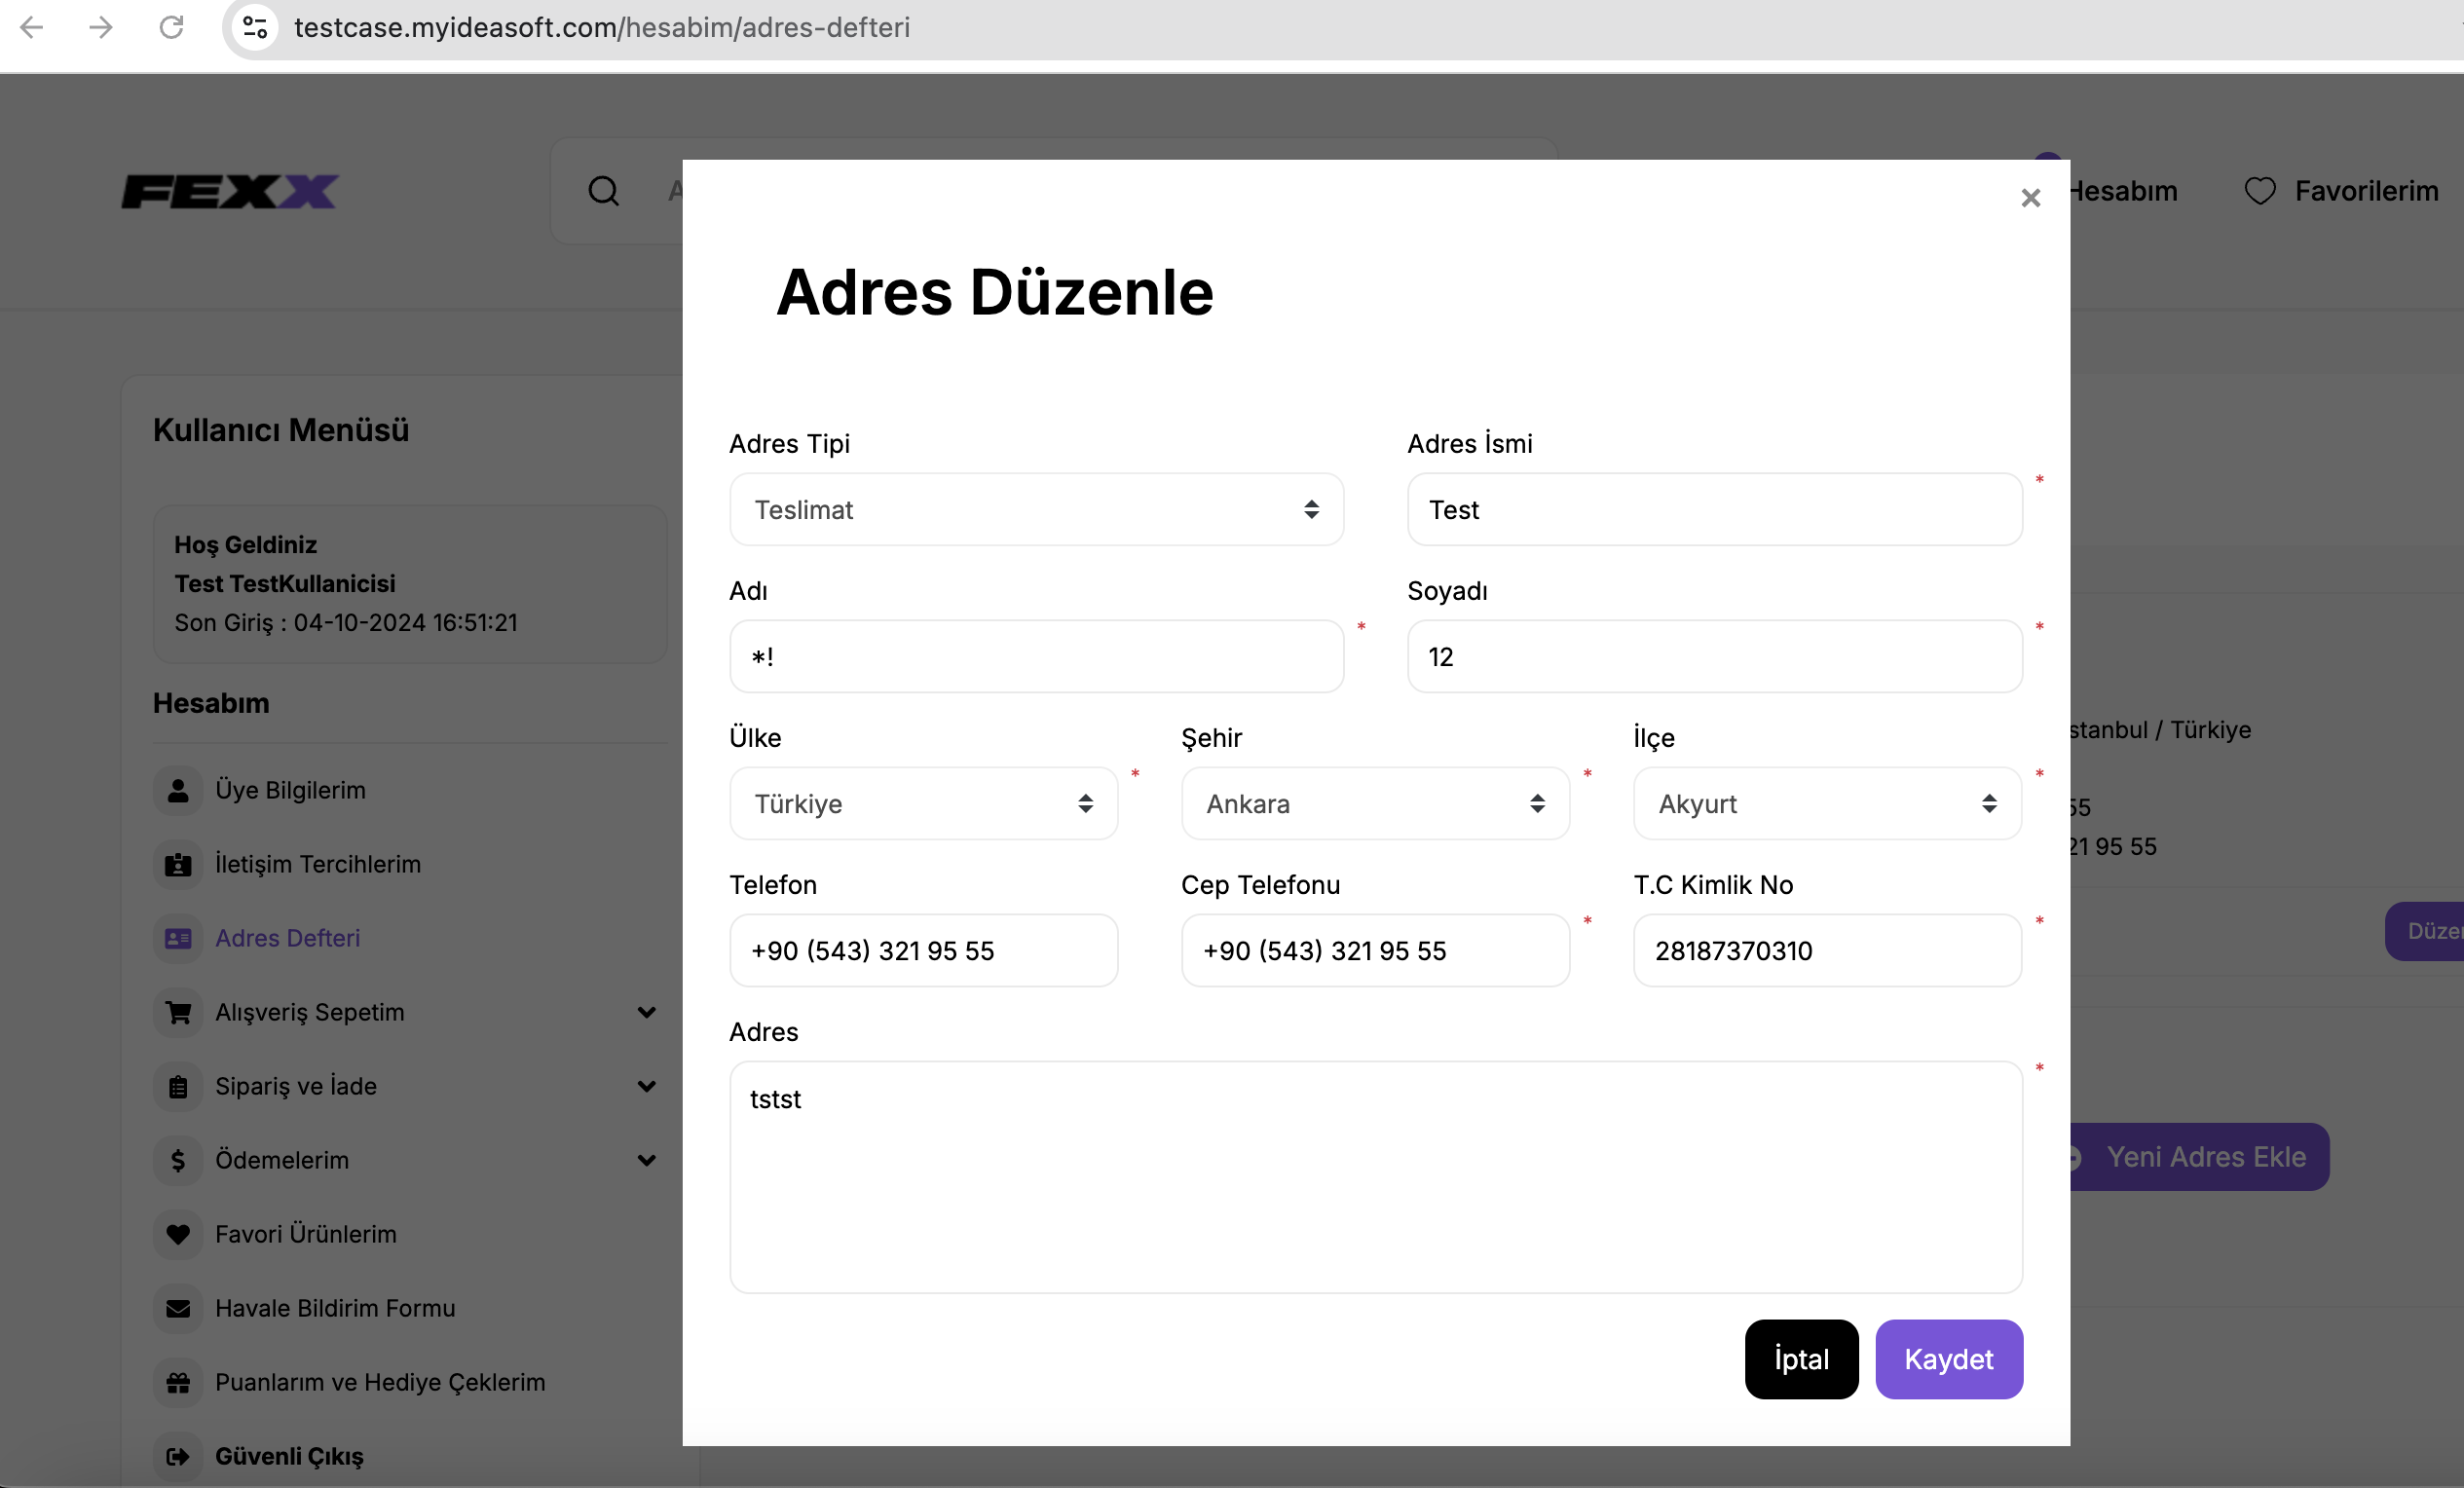 testcase.myideasoft.com/hesabim/adres-defteri
FEXX
Hesabım
Favorilerim
Kullanıcı Menüsü
Hoş Geldiniz
Test TestKullanicisi
Son Giriş : 04-10-2024 16:51:21
Hesabım
Üye Bilgilerim
İletişim Tercihlerim
Adres Defteri
Alışveriş Sepetim
Sipariş ve İade
Ödemelerim
Favori Ürünlerim
Havale Bildirim Formu
Puanlarım ve Hediye Çeklerim
Güvenli Çıkış
×
Adres Düzenle
Adres Tipi
Adres İsmi
Teslimat
Test *
Adı
Soyadı
*! *
12 *
Ülke
Şehir
İlçe
Türkiye *
Ankara *
Akyurt *
Telefon
Cep Telefonu
T.C Kimlik No
+90 (543) 321 95 55
+90 (543) 321 95 55 *
28187370310 *
Adres
tstst *
İptal
Kaydet
/ Türkiye
95 55
Yeni Adres Ekle